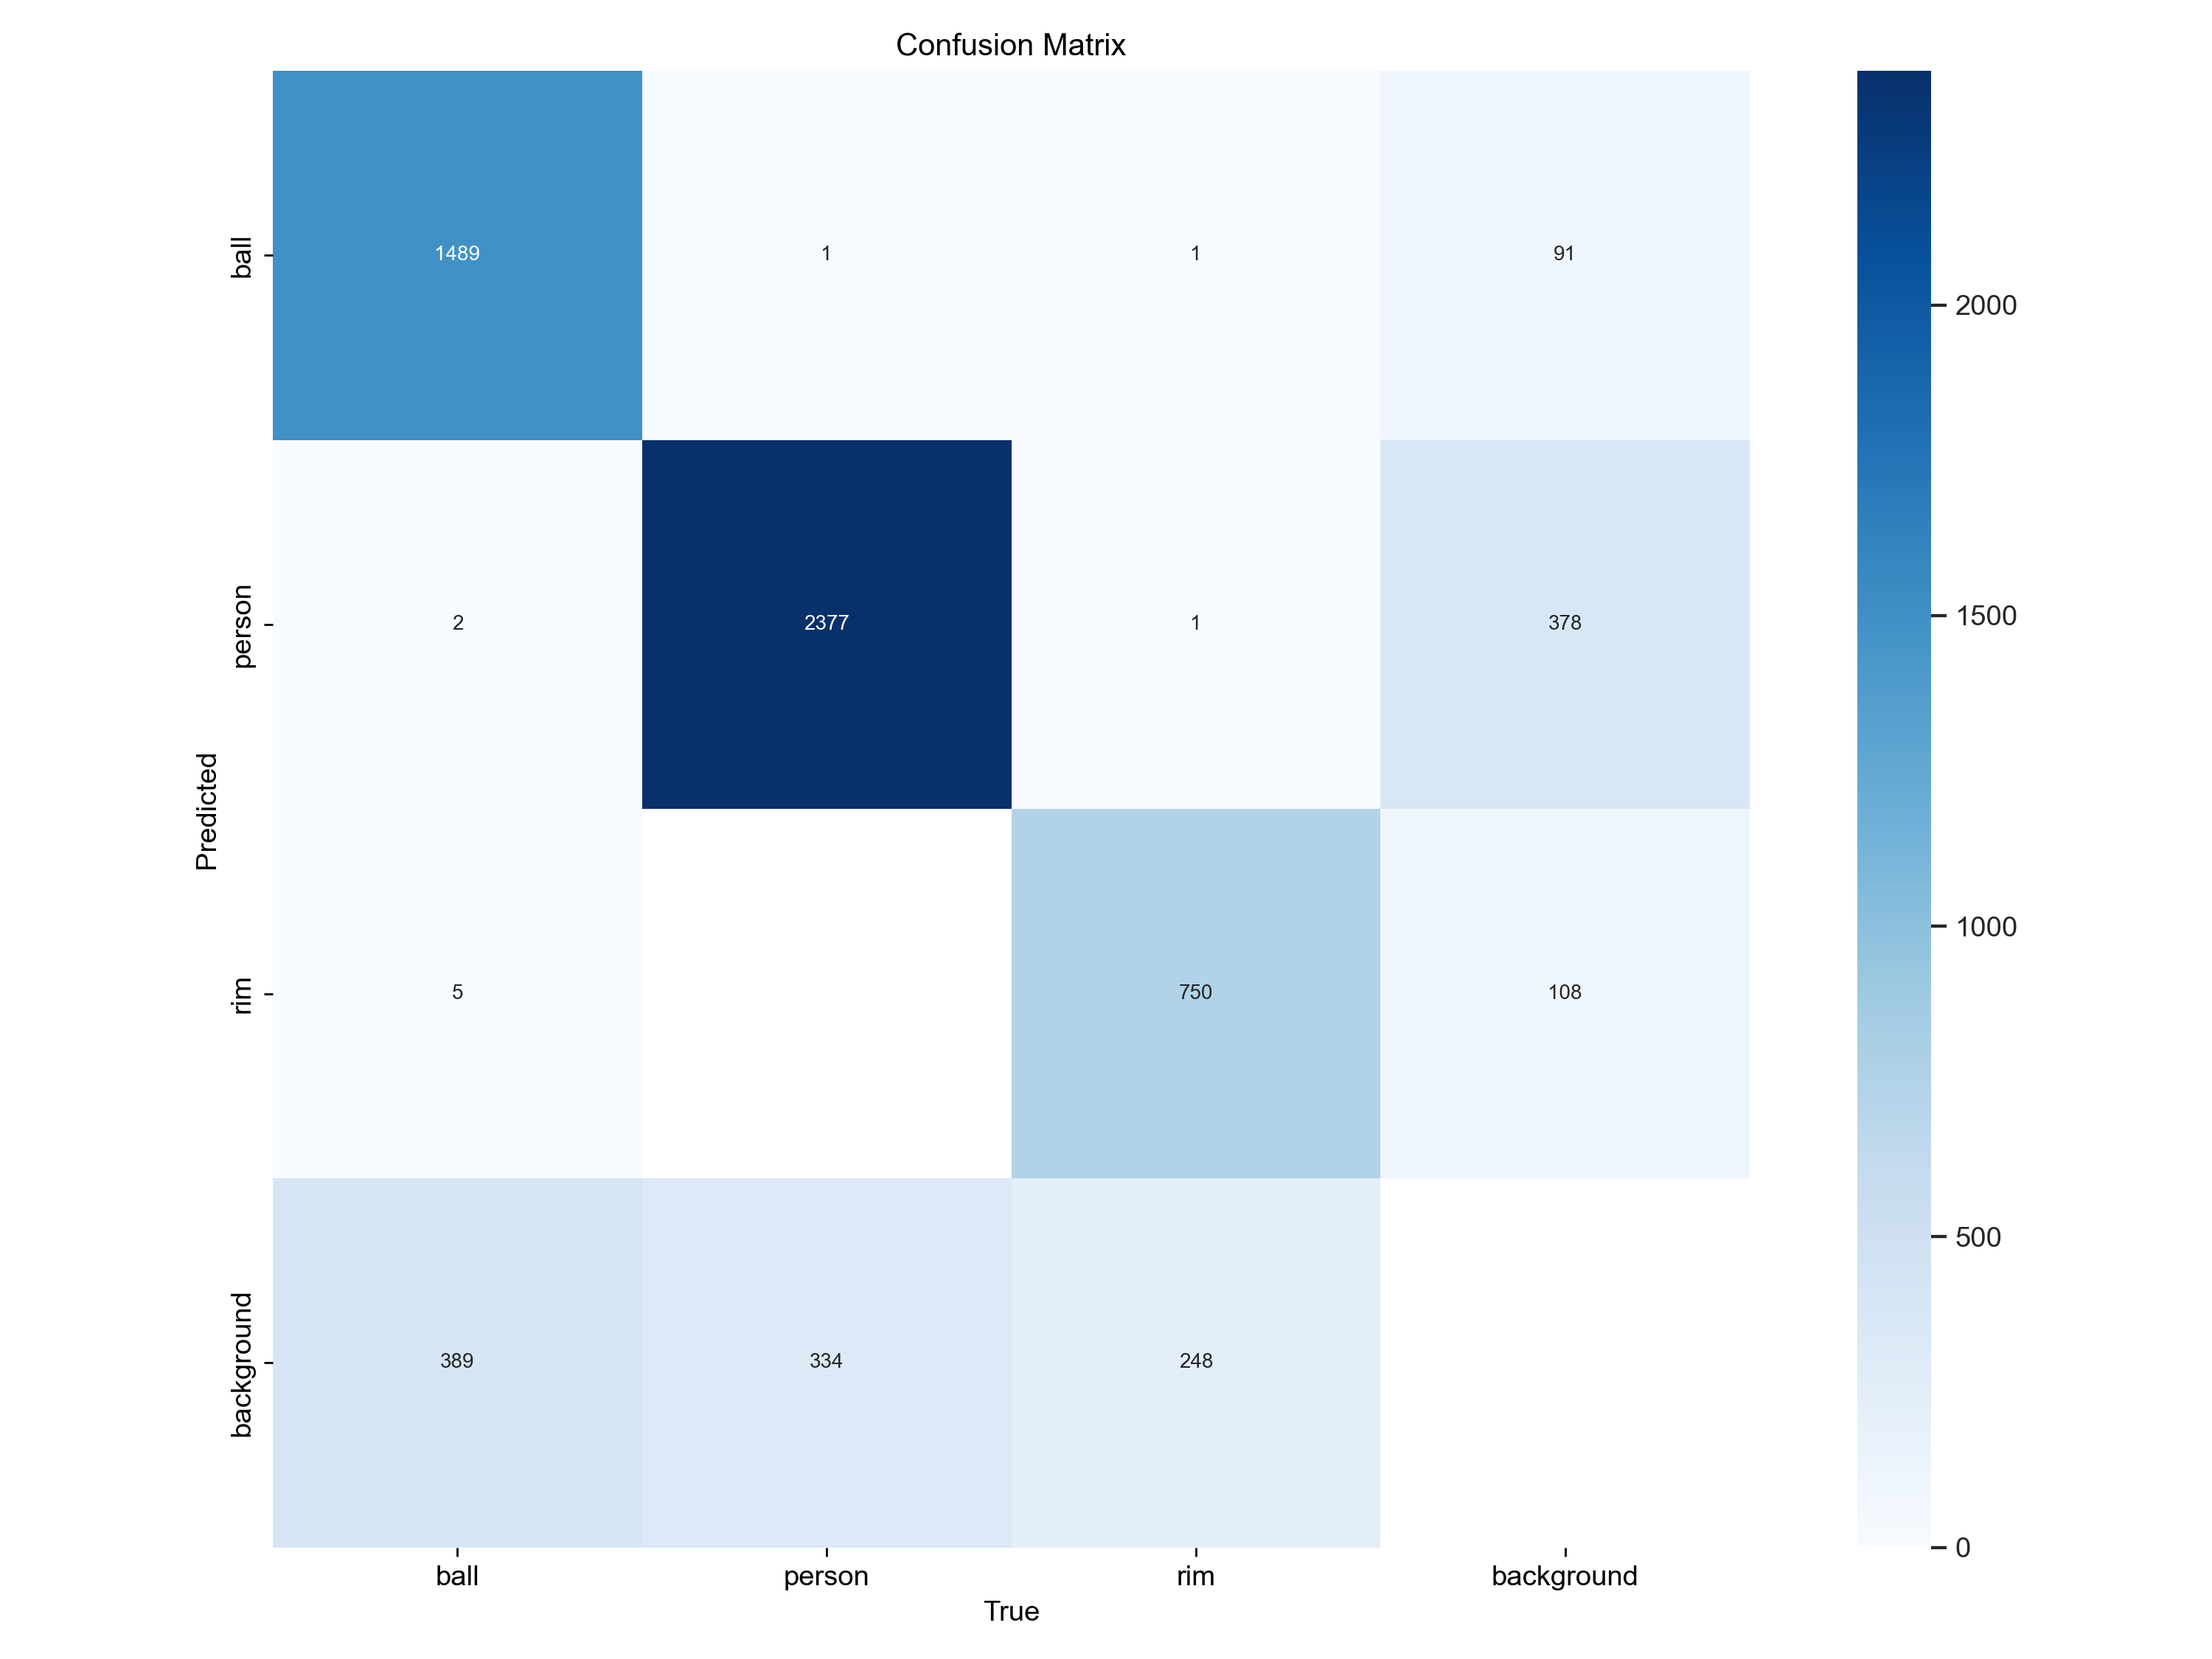 Confusion Matrix
ball
1489
1
1
91
2000
person
2
2377
1
378
1500
Predicted
rim
5
750
108
1000
background
389
334
248
500
0
ball
person
rim
background
True